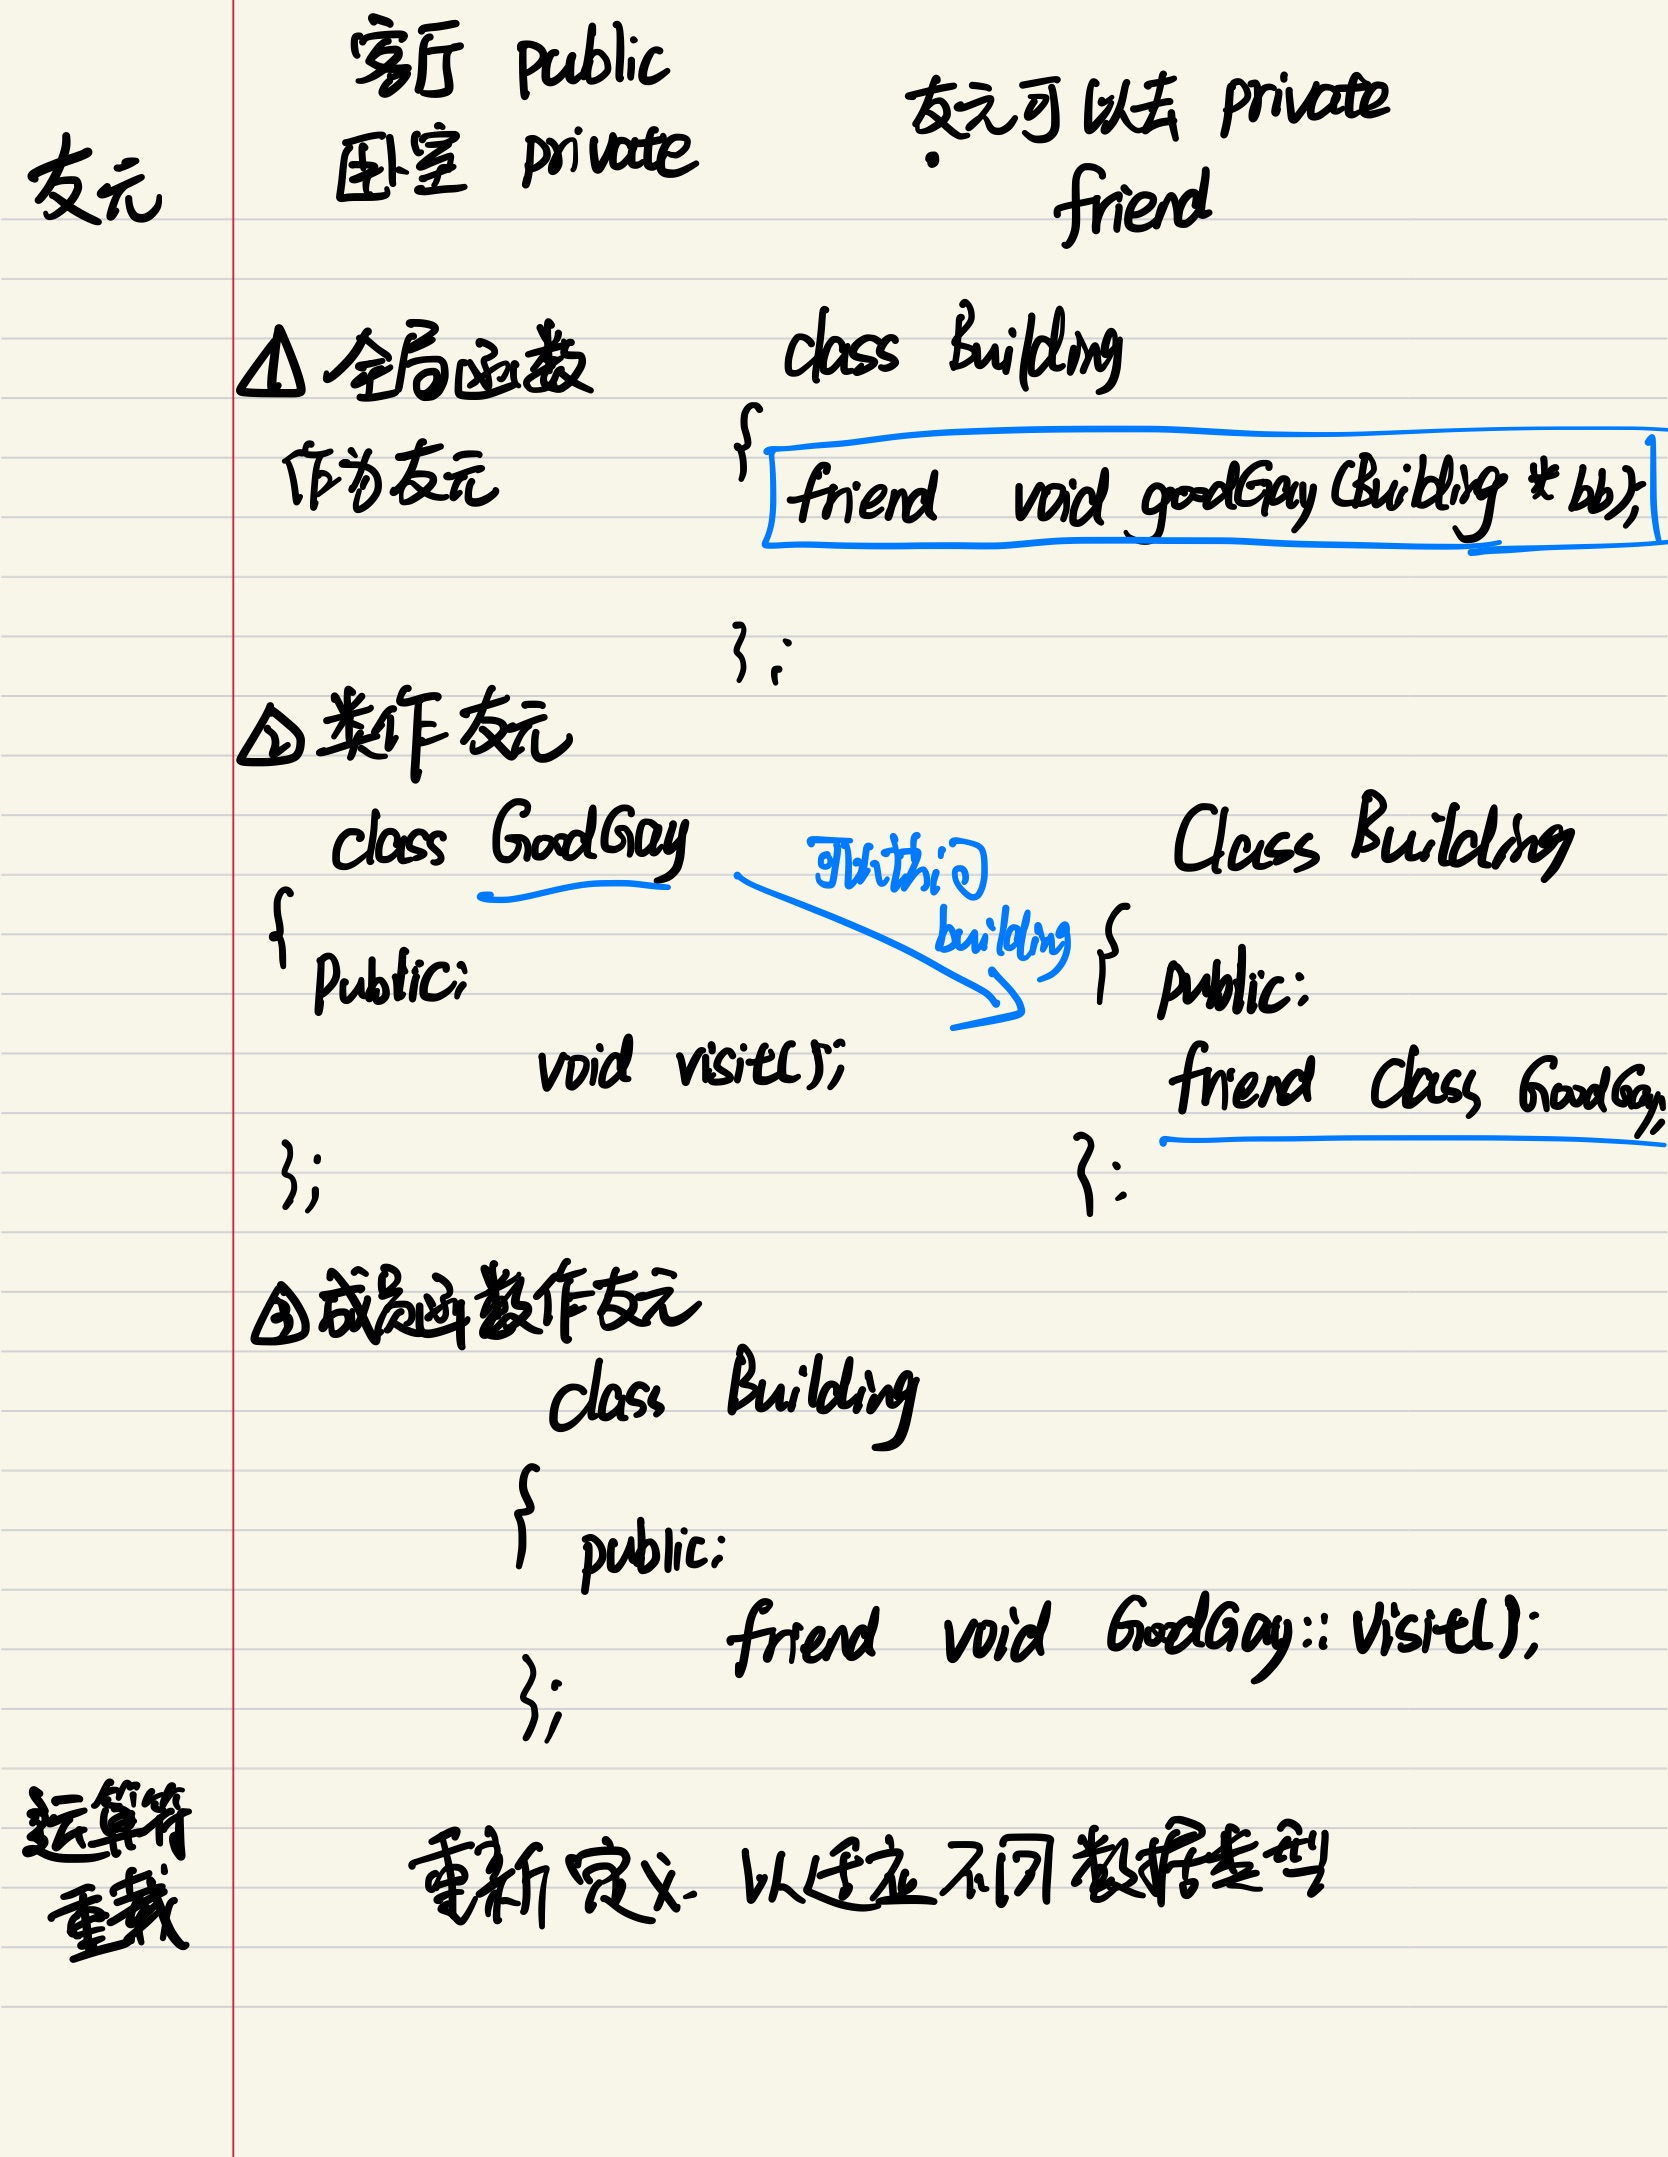 友元
客厅 public
卧室 private
友元可以去 private
friend
1 全局函数
作为友元
class Building
{
friend void goodGay(Building * bb);
};
2 类作友元
class GoodGay
{
Public:
void visit();
};
可以访问
building
Class Building
{
public:
friend Class GoodGay;
};
3 成员函数作友元
class Building
{
public:
friend void GoodGay::Visit();
};
运算符
重载
重新定义 以适应不同数据类型